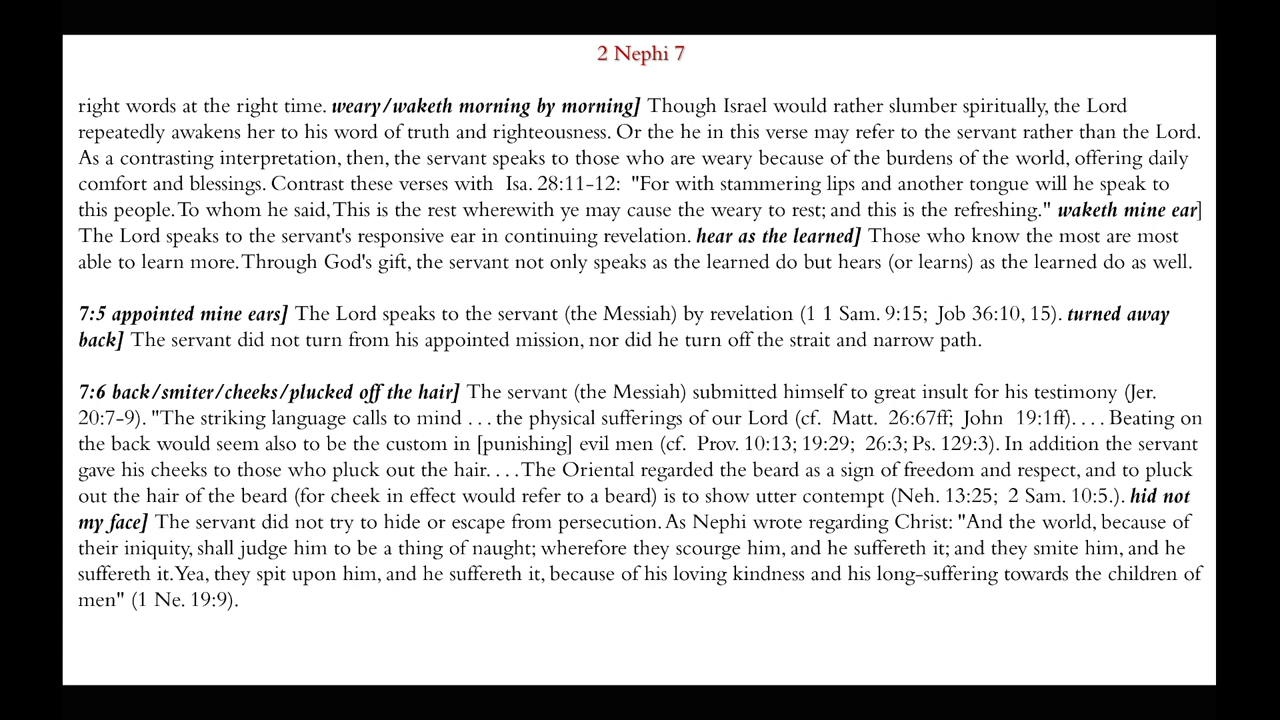 2 Nephi 7
right words at the right time. weary/waketh morning by morning] Though Israel would rather slumber spiritually, the Lord
repeatedly awakens her to his word of truth and righteousness. Or the he in this verse may refer to the servant rather than the Lord.
As a contrasting interpretation, then, the servant speaks to those who are weary because of the burdens of the world, offering daily
comfort and blessings. Contrast these verses with  Isa. 28:11-12:  "For with stammering lips and another tongue will he speak to
this people. To whom he said, This is the rest wherewith ye may cause the weary to rest; and this is the refreshing." waketh mine ear]
The Lord speaks to the servant's responsive ear in continuing revelation. hear as the learned] Those who know the most are most
able to learn more. Through God's gift, the servant not only speaks as the learned do but hears (or learns) as the learned do as well.
7:5 appointed mine ears] The Lord speaks to the servant (the Messiah) by revelation (1 1 Sam. 9:15;  Job 36:10, 15). turned away
back] The servant did not turn from his appointed mission, nor did he turn off the strait and narrow path.
7:6 back/smiter/cheeks/plucked off the hair] The servant (the Messiah) submitted himself to great insult for his testimony (Jer.
20:7-9). "The striking language calls to mind . . . the physical sufferings of our Lord (cf.  Matt.  26:67ff;  John  19:1ff). . . . Beating on
the back would seem also to be the custom in [punishing] evil men (cf.  Prov. 10:13; 19:29;  26:3; Ps. 129:3). In addition the servant
gave his cheeks to those who pluck out the hair. . . . The Oriental regarded the beard as a sign of freedom and respect, and to pluck
out the hair of the beard (for cheek in effect would refer to a beard) is to show utter contempt (Neh. 13:25;  2 Sam. 10:5.). hid not
my face] The servant did not try to hide or escape from persecution. As Nephi wrote regarding Christ: "And the world, because of
their iniquity, shall judge him to be a thing of naught; wherefore they scourge him, and he suffereth it; and they smite him, and he
suffereth it. Yea, they spit upon him, and he suffereth it, because of his loving kindness and his long-suffering towards the children of
men" (1 Ne. 19:9).